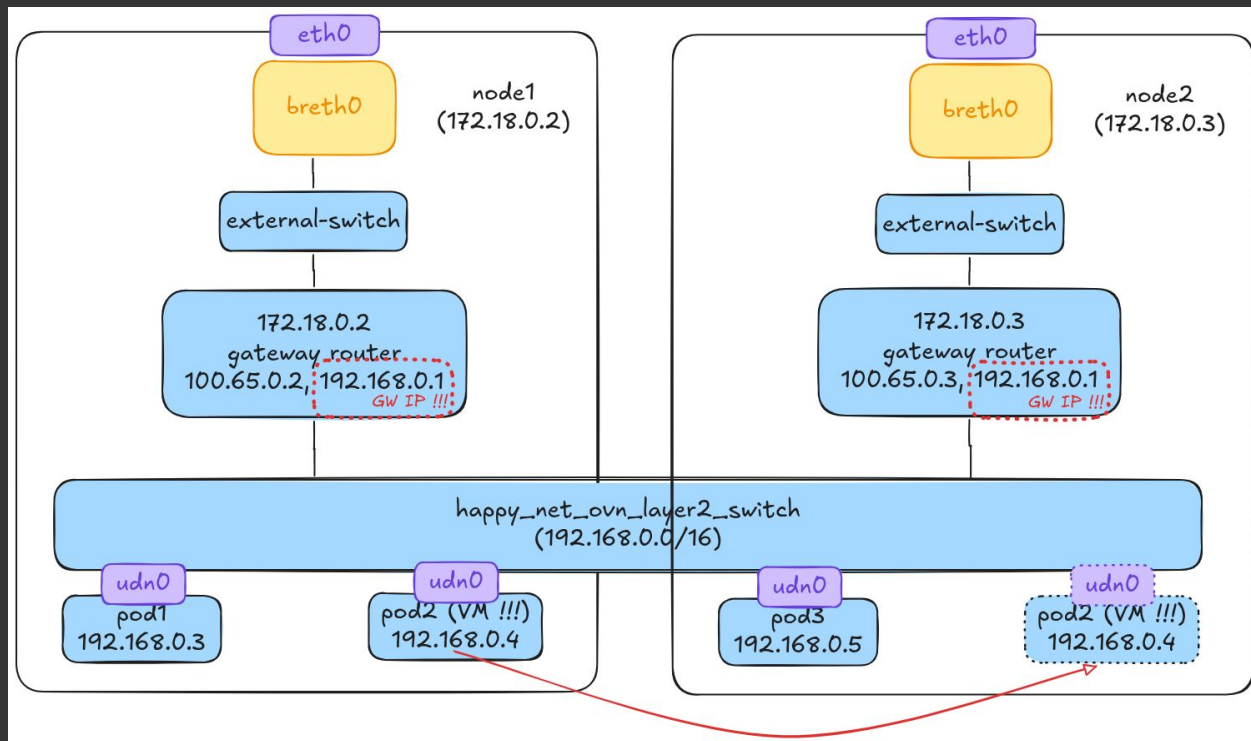 eth0
breth0
node1
(172.18.0.2)
external-switch
172.18.0.2
gateway router
100.65.0.2, 192.168.0.1
GW IP !!!
eth0
breth0
node2
(172.18.0.3)
external-switch
172.18.0.3
gateway router
100.65.0.3, 192.168.0.1
GW IP !!!
happy_net_ovn_layer2_switch
(192.168.0.0/16)
udn0
pod1
192.168.0.3
udn0
pod2 (VM !!!)
192.168.0.4
udn0
pod3
192.168.0.5
udn0
pod2 (VM !!!)
192.168.0.4